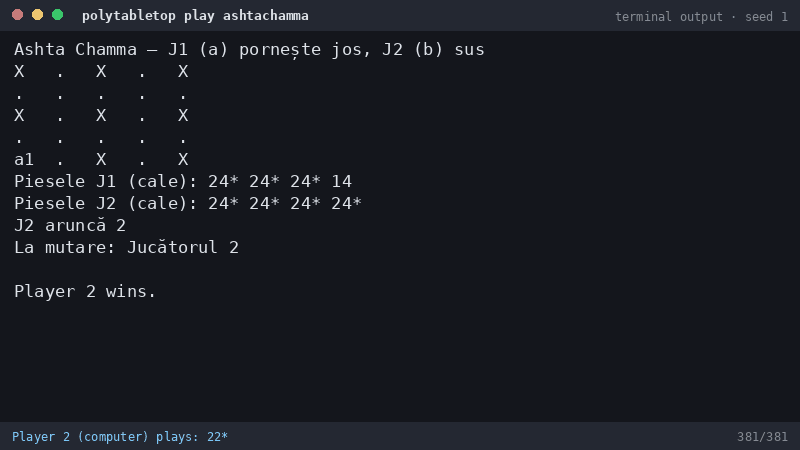 polytabletop play ashtachamma
terminal output · seed 1
Ashta Chamma — J1 (a) pornește jos, J2 (b) sus
X . X . X
. . . . .
X . X . X
. . . . .
a1 . X . X
Piesele J1 (cale): 24* 24* 24* 14
Piesele J2 (cale): 24* 24* 24* 24*
J2 aruncă 2
La mutare: Jucătorul 2
Player 2 wins.
Player 2 (computer) plays: 22*
381/381